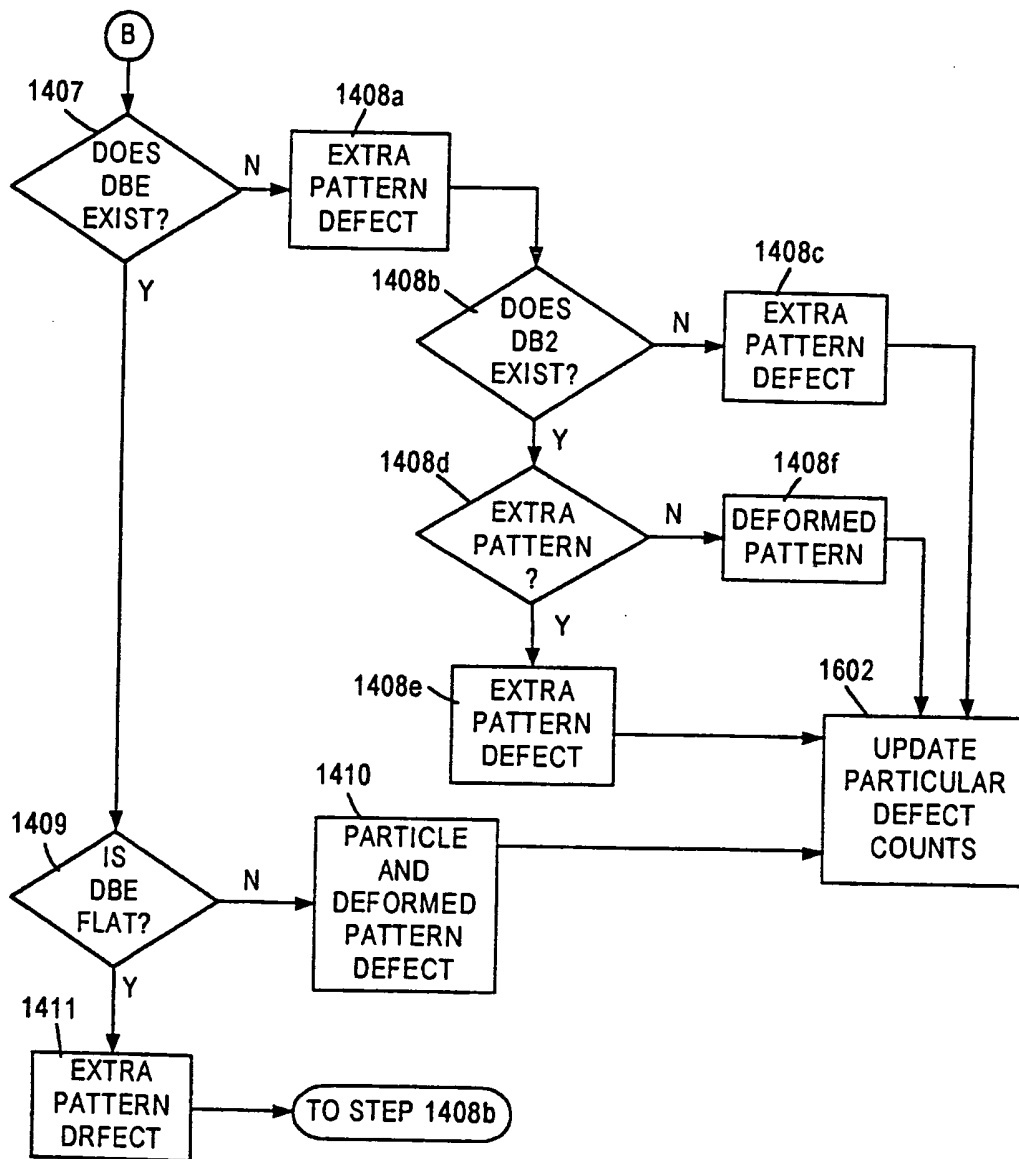 B
1407
DOES
DBE
EXIST?
N
Y
1408a
EXTRA
PATTERN
DEFECT
1408b
DOES
DB2
EXIST?
N
Y
1408c
EXTRA
PATTERN
DEFECT
1408d
EXTRA
PATTERN
?
N
Y
1408f
DEFORMED
PATTERN
1408e
EXTRA
PATTERN
DEFECT
1602
UPDATE
PARTICULAR
DEFECT
COUNTS
1409
IS
DBE
FLAT?
N
Y
1410
PARTICLE
AND
DEFORMED
PATTERN
DEFECT
1411
EXTRA
PATTERN
DRFECT
TO STEP 1408b